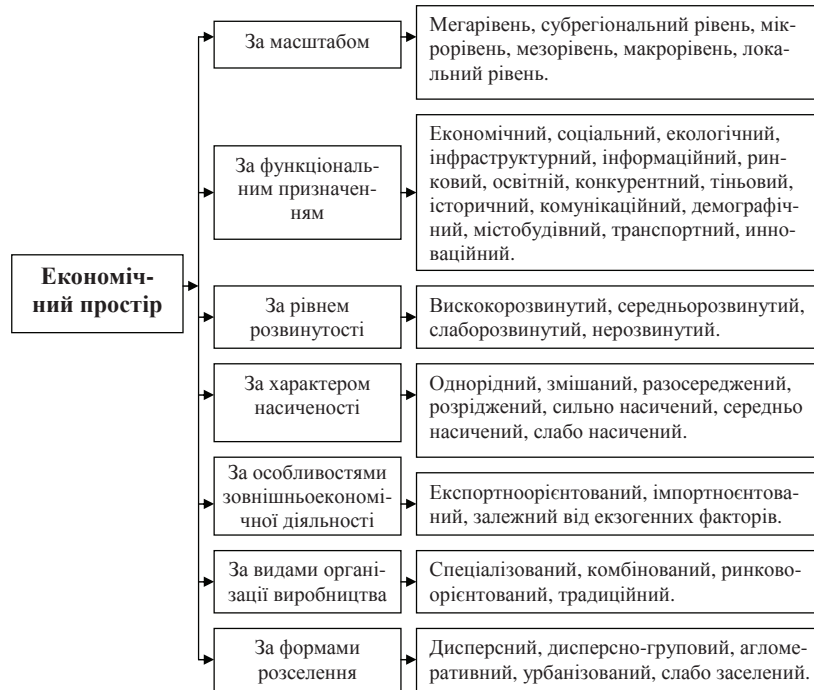 Економіч-
ний простір
За масштабом
Мегарівень, субрегіональний рівень, мік-
рорівень, мезорівень, макрорівень, лока-
льний рівень.
За функціональ-
ним призначен-
ням
Економічний, соціальний, екологічний,
інфраструктурний, інформаційний, рин-
ковий, освітній, конкурентний, тіньовий,
історичний, комунікаційний, демографіч-
ний, містобудівний, транспортний, инно-
ваційний.
За рівнем
розвинутості
Вискокорозвинутий, середньорозвинутий,
слаборозвинутий, нерозвинутий.
За характером
насиченості
Однорідний, змішаний, разосереджений,
розріджений, сильно насичений, середньо
насичений, слабо насичений.
За особливостями
зовнішньоекономі-
чної діяльності
Експортноорієнтований, імпортноєнтова-
ний, залежний від екзогенних факторів.
За видами органі-
зації виробництва
Спеціалізований, комбінований, ринково-
орієнтований, традиційний.
За формами
розселення
Дисперсний, дисперсно-груповий, агломе-
ративний, урбанізований, слабо заселений.